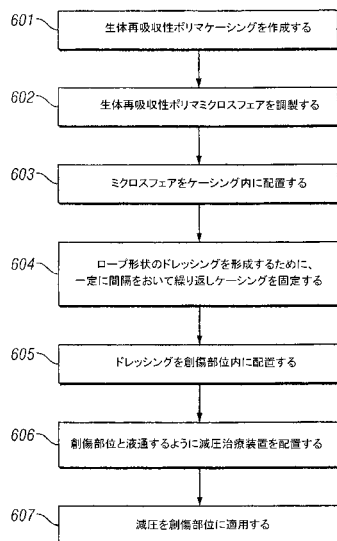 601
生体再吸収性ポリマケーシングを作成する
602
生体再吸収性ポリマミクロスフェアを調製する
603
ミクロスフェアをケーシング内に配置する
604
ロープ形状のドレッシングを形成するために、
一定に間隔をおいて繰り返しケーシングを固定する
605
ドレッシングを創傷部位内に配置する
606
創傷部位と液通するように減圧治療装置を配置する
607
減圧を創傷部位に適用する